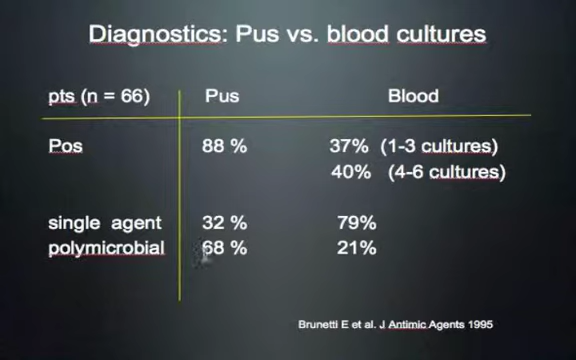 Diagnostics: Pus vs. blood cultures
pts (n = 66) Pus Blood
Pos 88 % 37% (1-3 cultures)
40% (4-6 cultures)
single agent 32 % 79%
polymicrobial 68 % 21%
Brunetti E et al. J Antimic Agents 1995